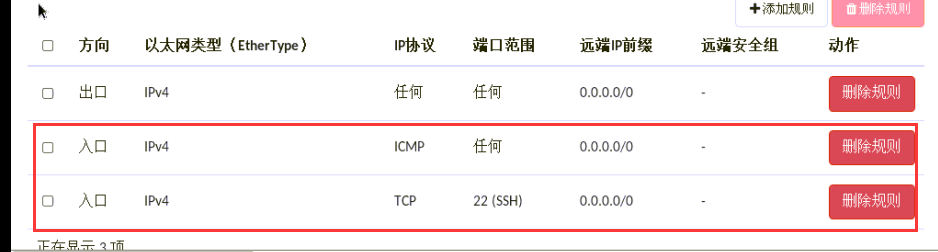 添加规则 删除规则
方向 以太网类型（EtherType） IP协议 端口范围 远端IP前缀 远端安全组 动作
出口 IPv4 任何 任何 0.0.0.0/0 - 删除规则
入口 IPv4 ICMP 任何 0.0.0.0/0 - 删除规则
入口 IPv4 TCP 22 (SSH) 0.0.0.0/0 - 删除规则
正在显示 3 项